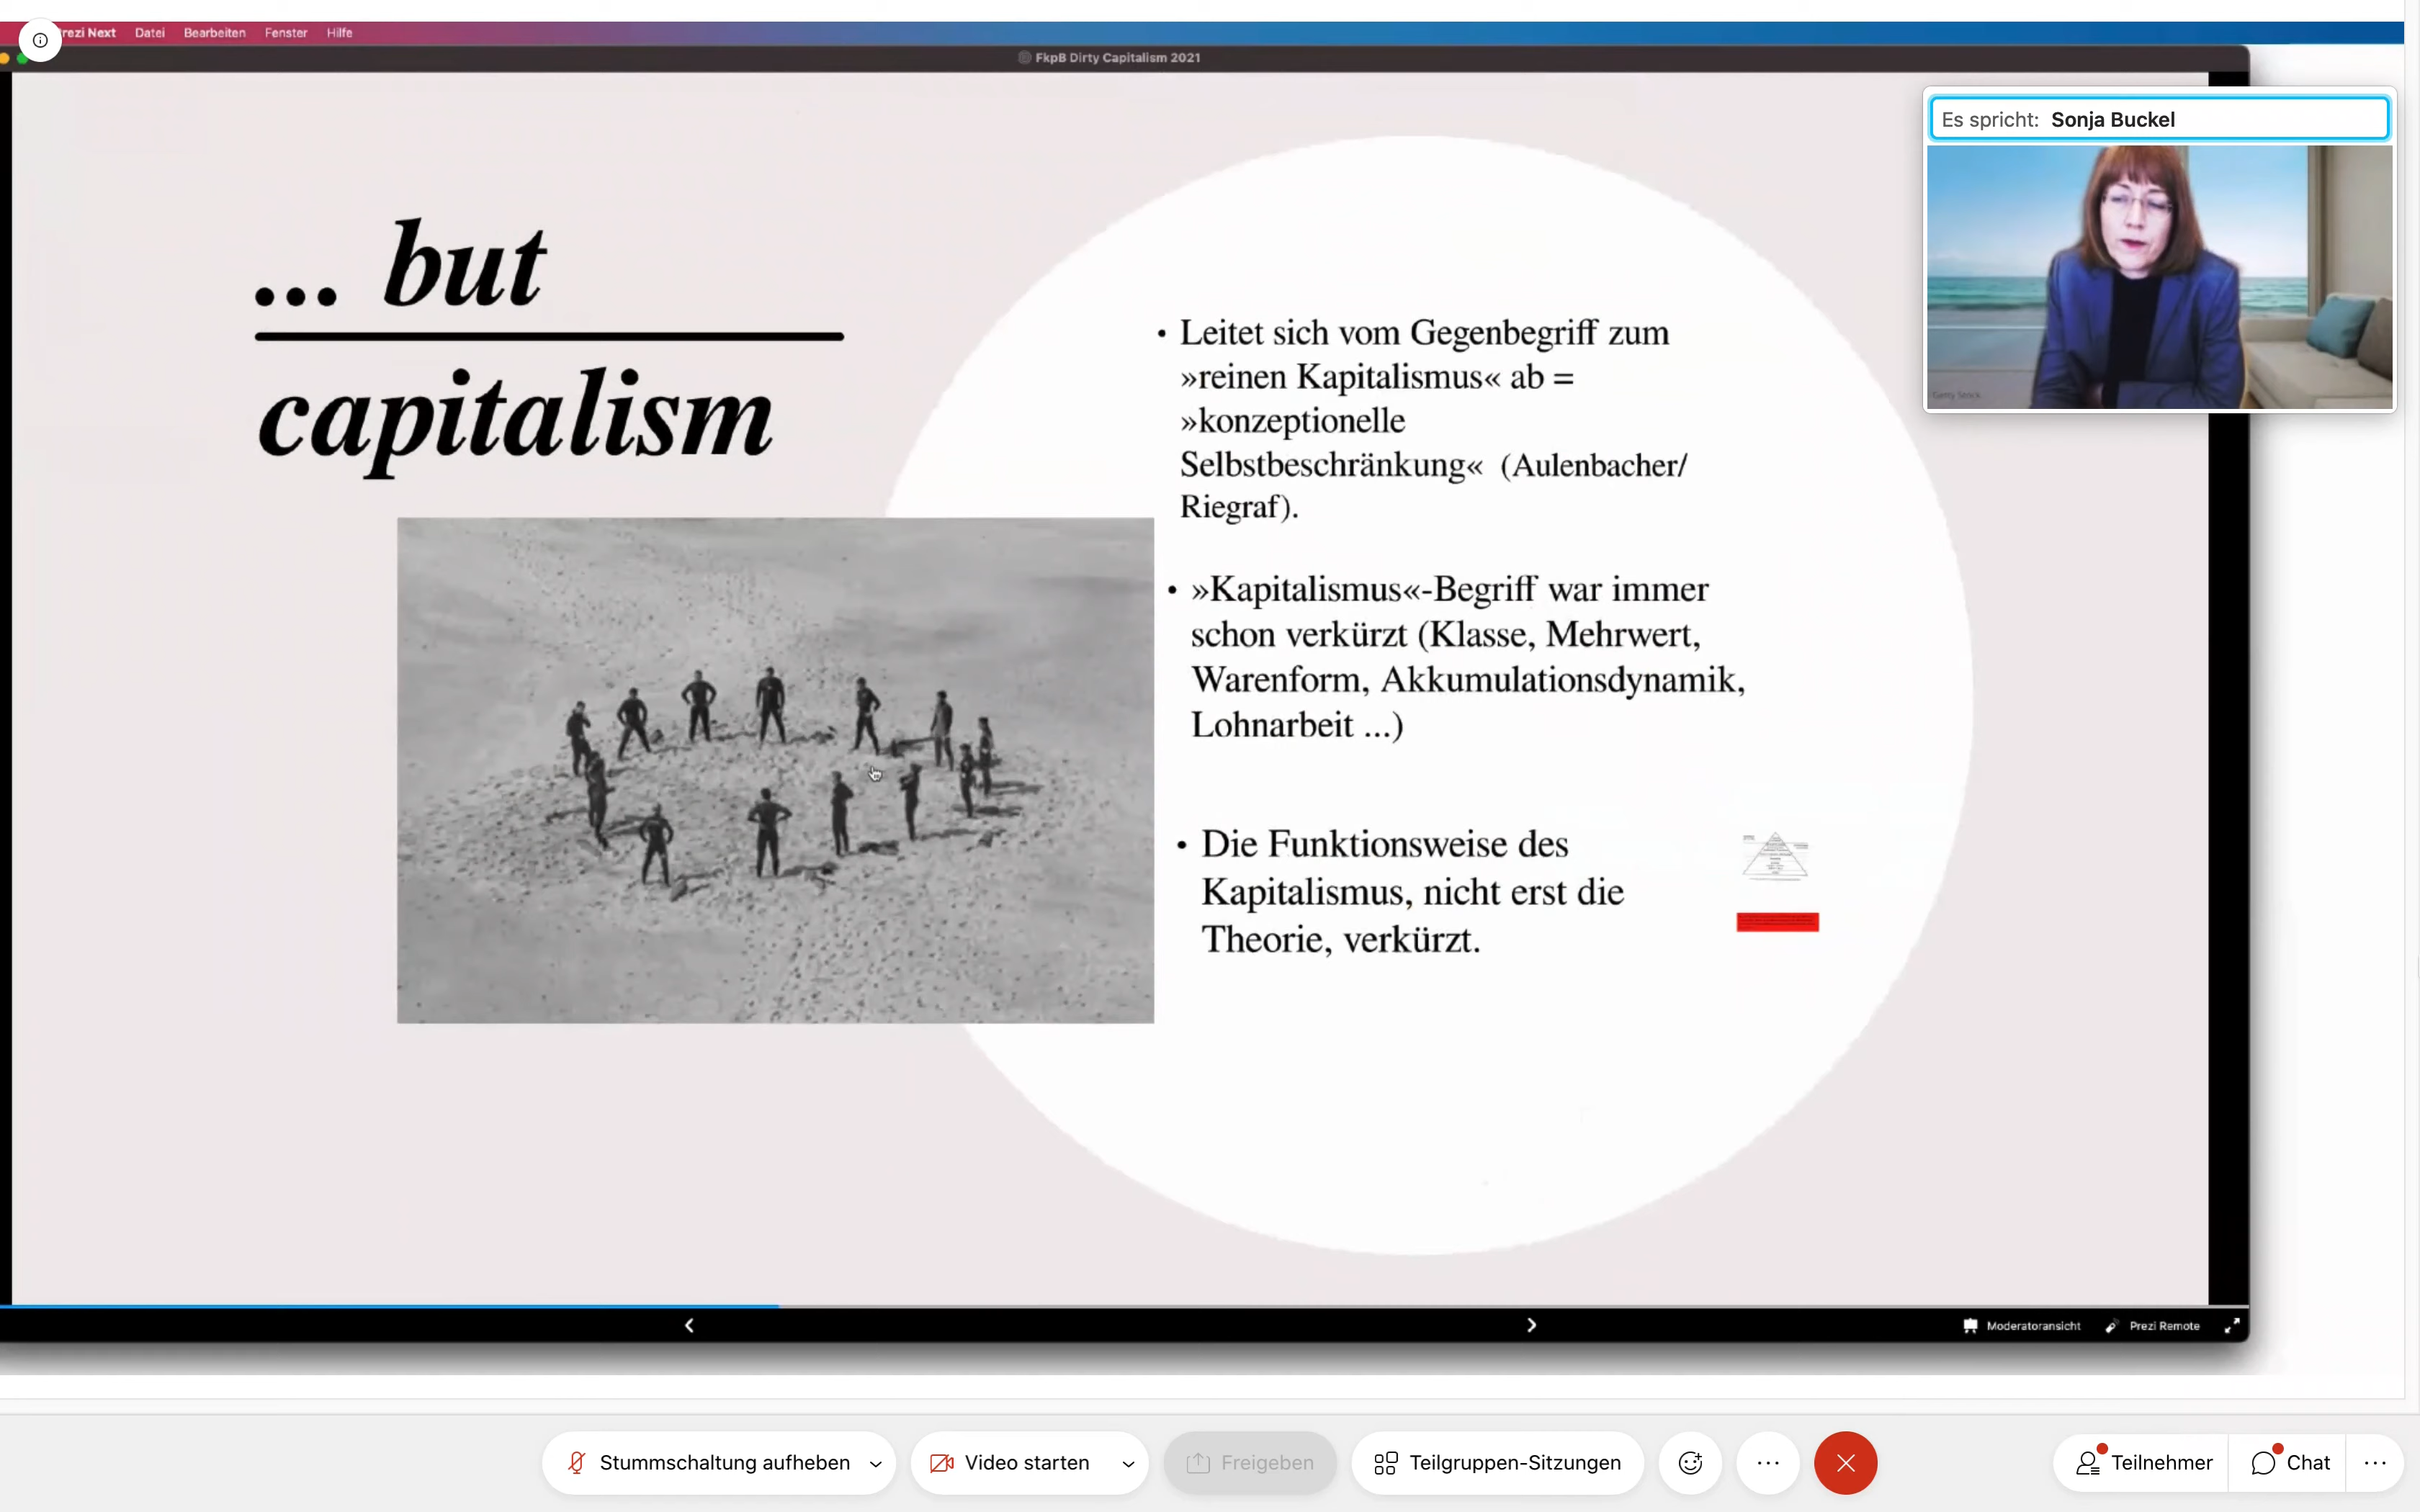 rezi Next Datei Bearbeiten Fenster Hilfe
FkpB Dirty Capitalism 2021
Es spricht: Sonja Buckel
Getty Stock
... but
capitalism
• Leitet sich vom Gegenbegriff zum
»reinen Kapitalismus« ab =
»konzeptionelle
Selbstbeschränkung« (Aulenbacher/
Riegraf).
• »Kapitalismus«-Begriff war immer
schon verkürzt (Klasse, Mehrwert,
Warenform, Akkumulationsdynamik,
Lohnarbeit ...)
• Die Funktionsweise des
Kapitalismus, nicht erst die
Theorie, verkürzt.
Moderatoransicht Prezi Remote
Stummschaltung aufheben Video starten Freigeben Teilgruppen-Sitzungen Teilnehmer Chat